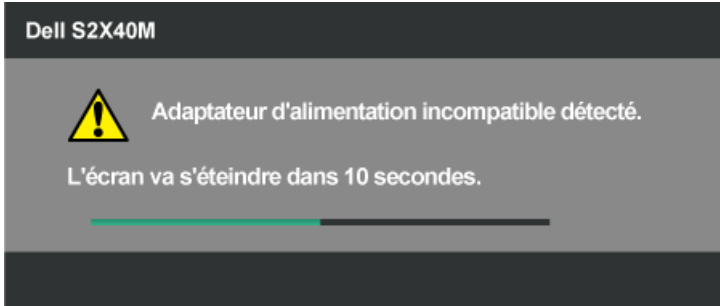 Dell S2X40M
Adaptateur d'alimentation incompatible détecté.
L'écran va s'éteindre dans 10 secondes.